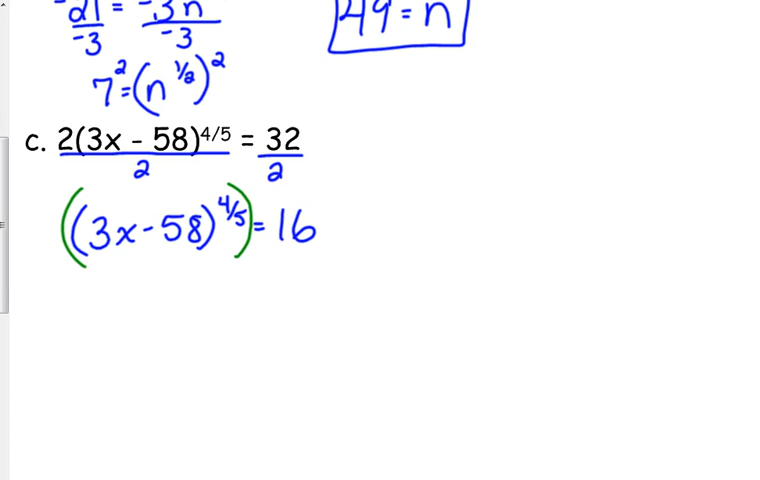 -21 = -3n
-3 -3
49 = n
7² = (n^1/2)²
c. 2(3x - 58)^4/5 = 32
2 2
((3x - 58)^4/5) = 16